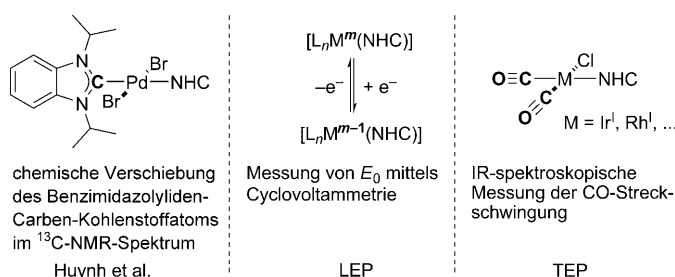 N
N
C
Pd
Br
Br
NHC
[LₙMᵐ(NHC)]
–e⁻ + e⁻
[LₙMᵐ⁻¹(NHC)]
O≡C
C
O
M
Cl
NHC
M = Irᴵ, Rhᴵ, ...
chemische Verschiebung
des Benzimidazolyliden-
Carben-Kohlenstoffatoms
im ¹³C-NMR-Spektrum
Huynh et al.
Messung von E₀ mittels
Cyclovoltammetrie
LEP
IR-spektroskopische
Messung der CO-Streck-
schwingung
TEP